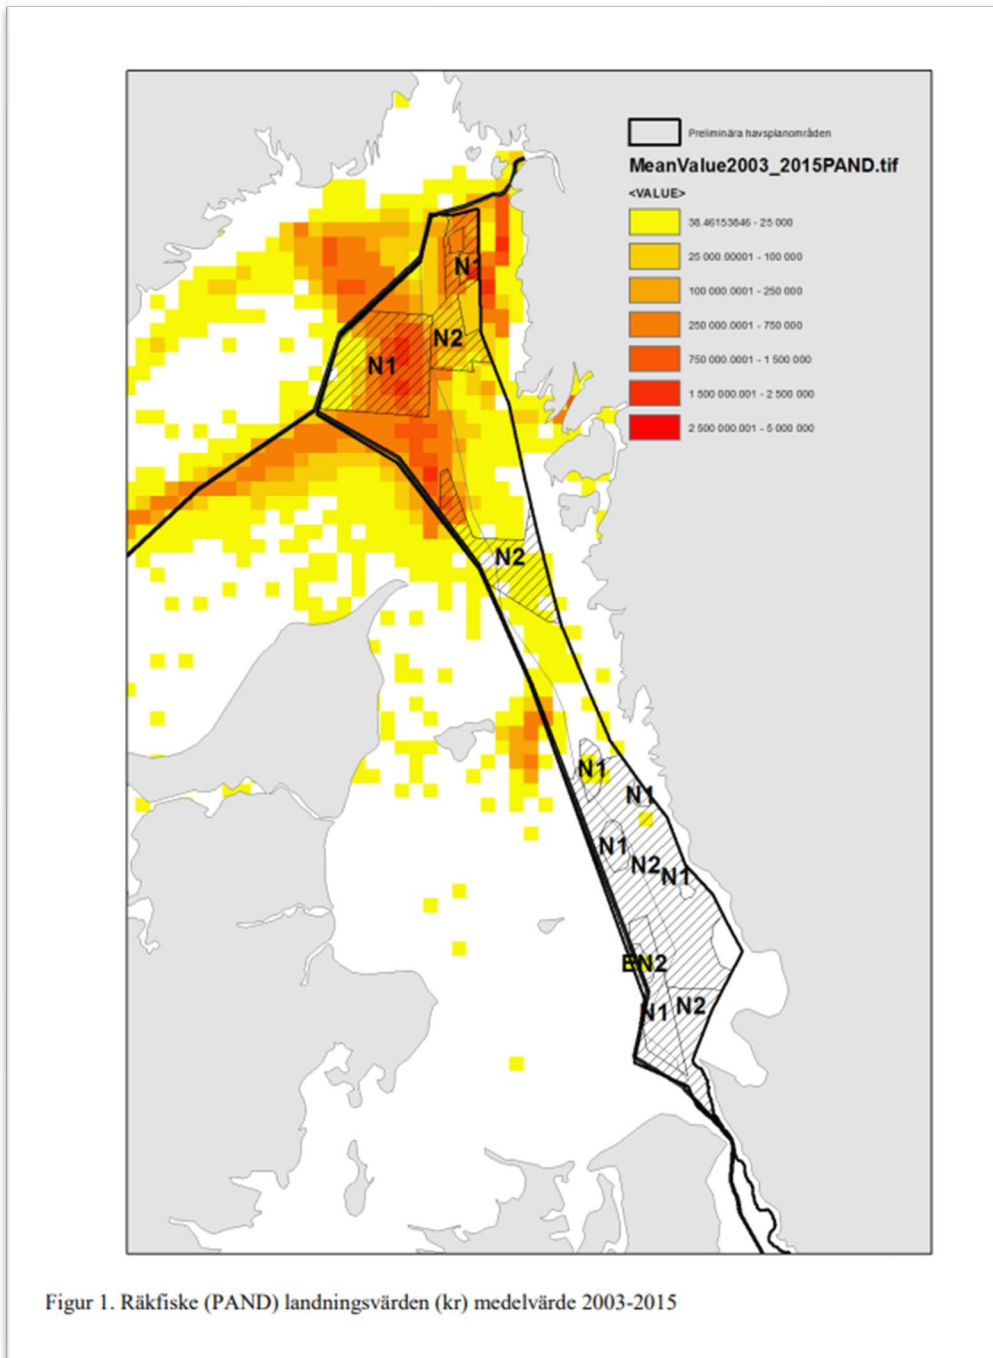 Preliminära havsplanområden
MeanValue2003_2015PAND.tif
<VALUE>
38.46153846 - 25 000
25 000.00001 - 100 000
100 000.0001 - 250 000
250 000.0001 - 750 000
750 000.0001 - 1 500 000
1 500 000.001 - 2 500 000
2 500 000.001 - 5 000 000
N1
N2
N1
N2
N1
N1
N1
N2
N1
EN2
N1
N2
Figur 1. Räkfiske (PAND) landningsvärden (kr) medelvärde 2003-2015